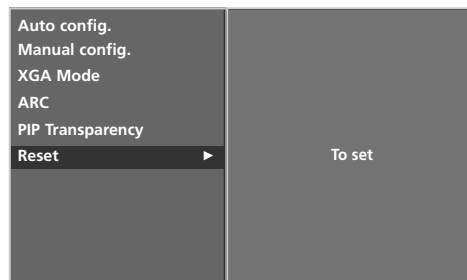 Auto config.
Manual config.
XGA Mode
ARC
PIP Transparency
Reset ►
To set